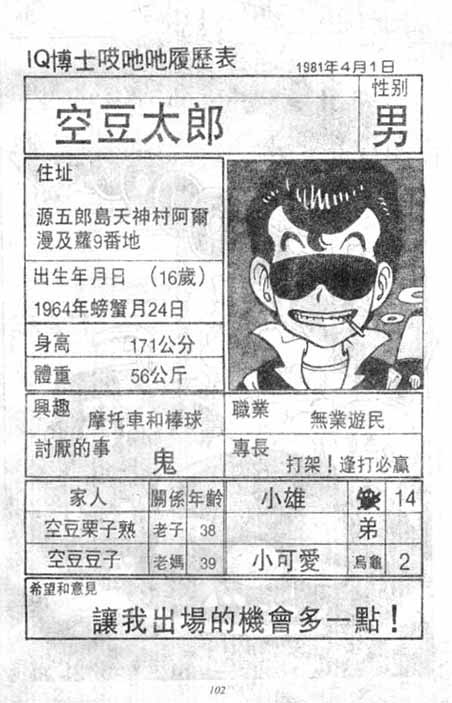 IQ博士哎吔吔履歷表
1981年4月1日
性別
空豆太郎
男
住址
源五郎島天神村阿爾
漫及蘿9番地
出生年月日 (16歲)
1964年螃蟹月24日
身高 171公分
體重 56公斤
興趣 摩托車和棒球
職業 無業遊民
討厭的事 鬼
專長 打架!逢打必贏
家人 關係 年齡 小雄 14
空豆栗子熟 老子 38 弟
空豆豆子 老媽 39 小可愛 烏龜 2
希望和意見
讓我出場的機會多一點!
102